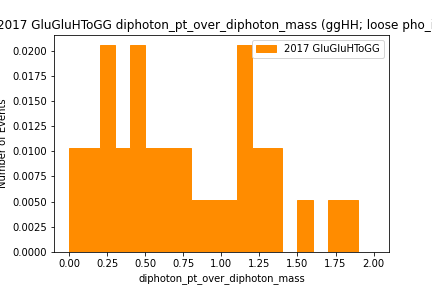 2017 GluGluHToGG diphoton_pt_over_diphoton_mass (ggHH; loose pho_i
2017 GluGluHToGG
0.0200
0.0175
0.0150
0.0125
0.0100
0.0075
0.0050
0.0025
0.0000
Number of Events
0.00 0.25 0.50 0.75 1.00 1.25 1.50 1.75 2.00
diphoton_pt_over_diphoton_mass